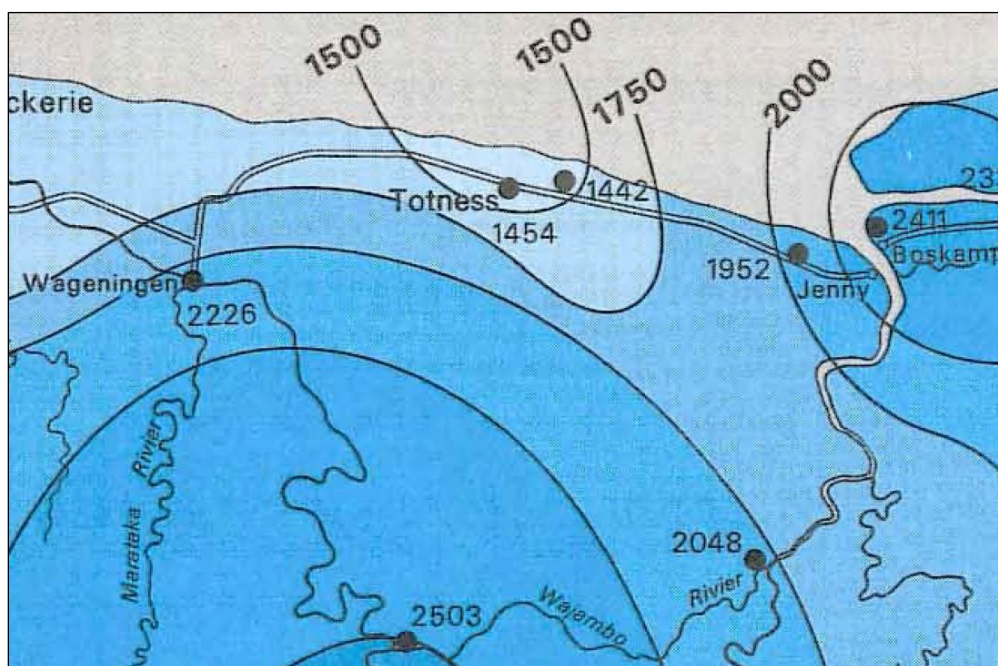 1500
1500
1750
2000
ckerie
Totness
1442
1454
23
2411
Boskamp
1952
Jenny
Wageningen
2226
Marataka Rivier
2048
Rivier
Wajambo
2503